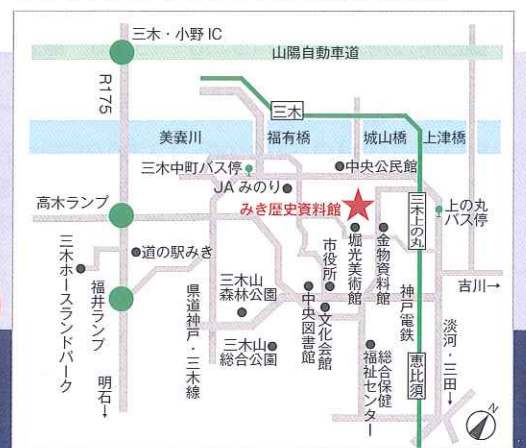 三木・小野IC
山陽自動車道
R175
三木
美嚢川
福有橋
城山橋
上津橋
三木中町バス停
中央公民館
JAみのり
高木ランプ
みき歴史資料館
三木上の丸
上の丸
バス停
道の駅みき
三木ホースランドパーク
福井ランプ
明石→
県道神戸・三木線
三木山
森林公園
三木山
総合公園
市役所
中央図書館
文化会館
堀光美術館
金物資料館
神戸電鉄
恵比須
吉川→
淡河・三田→
総合保健
福祉センター
N